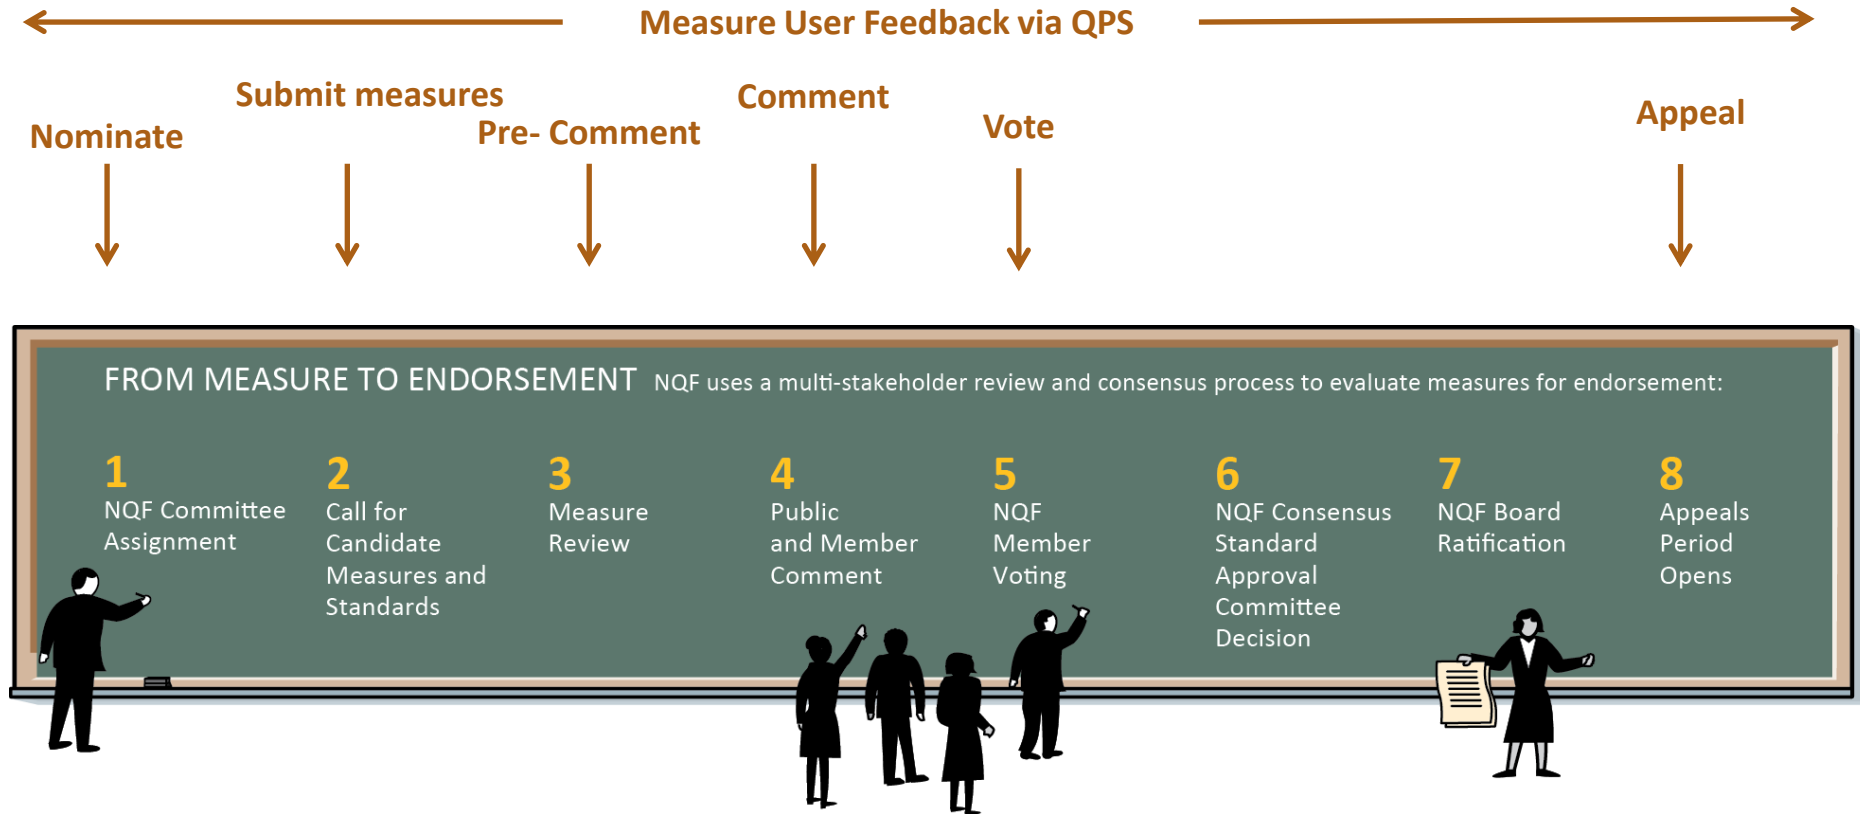 Measure User Feedback via QPS
Submit measures
Comment
Appeal
Nominate
Pre- Comment
Vote
FROM MEASURE TO ENDORSEMENT NQF uses a multi-stakeholder review and consensus process to evaluate measures for endorsement:
1
NQF Committee
Assignment
2
Call for
Candidate
Measures and
Standards
3
Measure
Review
4
Public
and Member
Comment
5
NQF
Member
Voting
6
NQF Consensus
Standard
Approval
Committee
Decision
7
NQF Board
Ratification
8
Appeals
Period
Opens